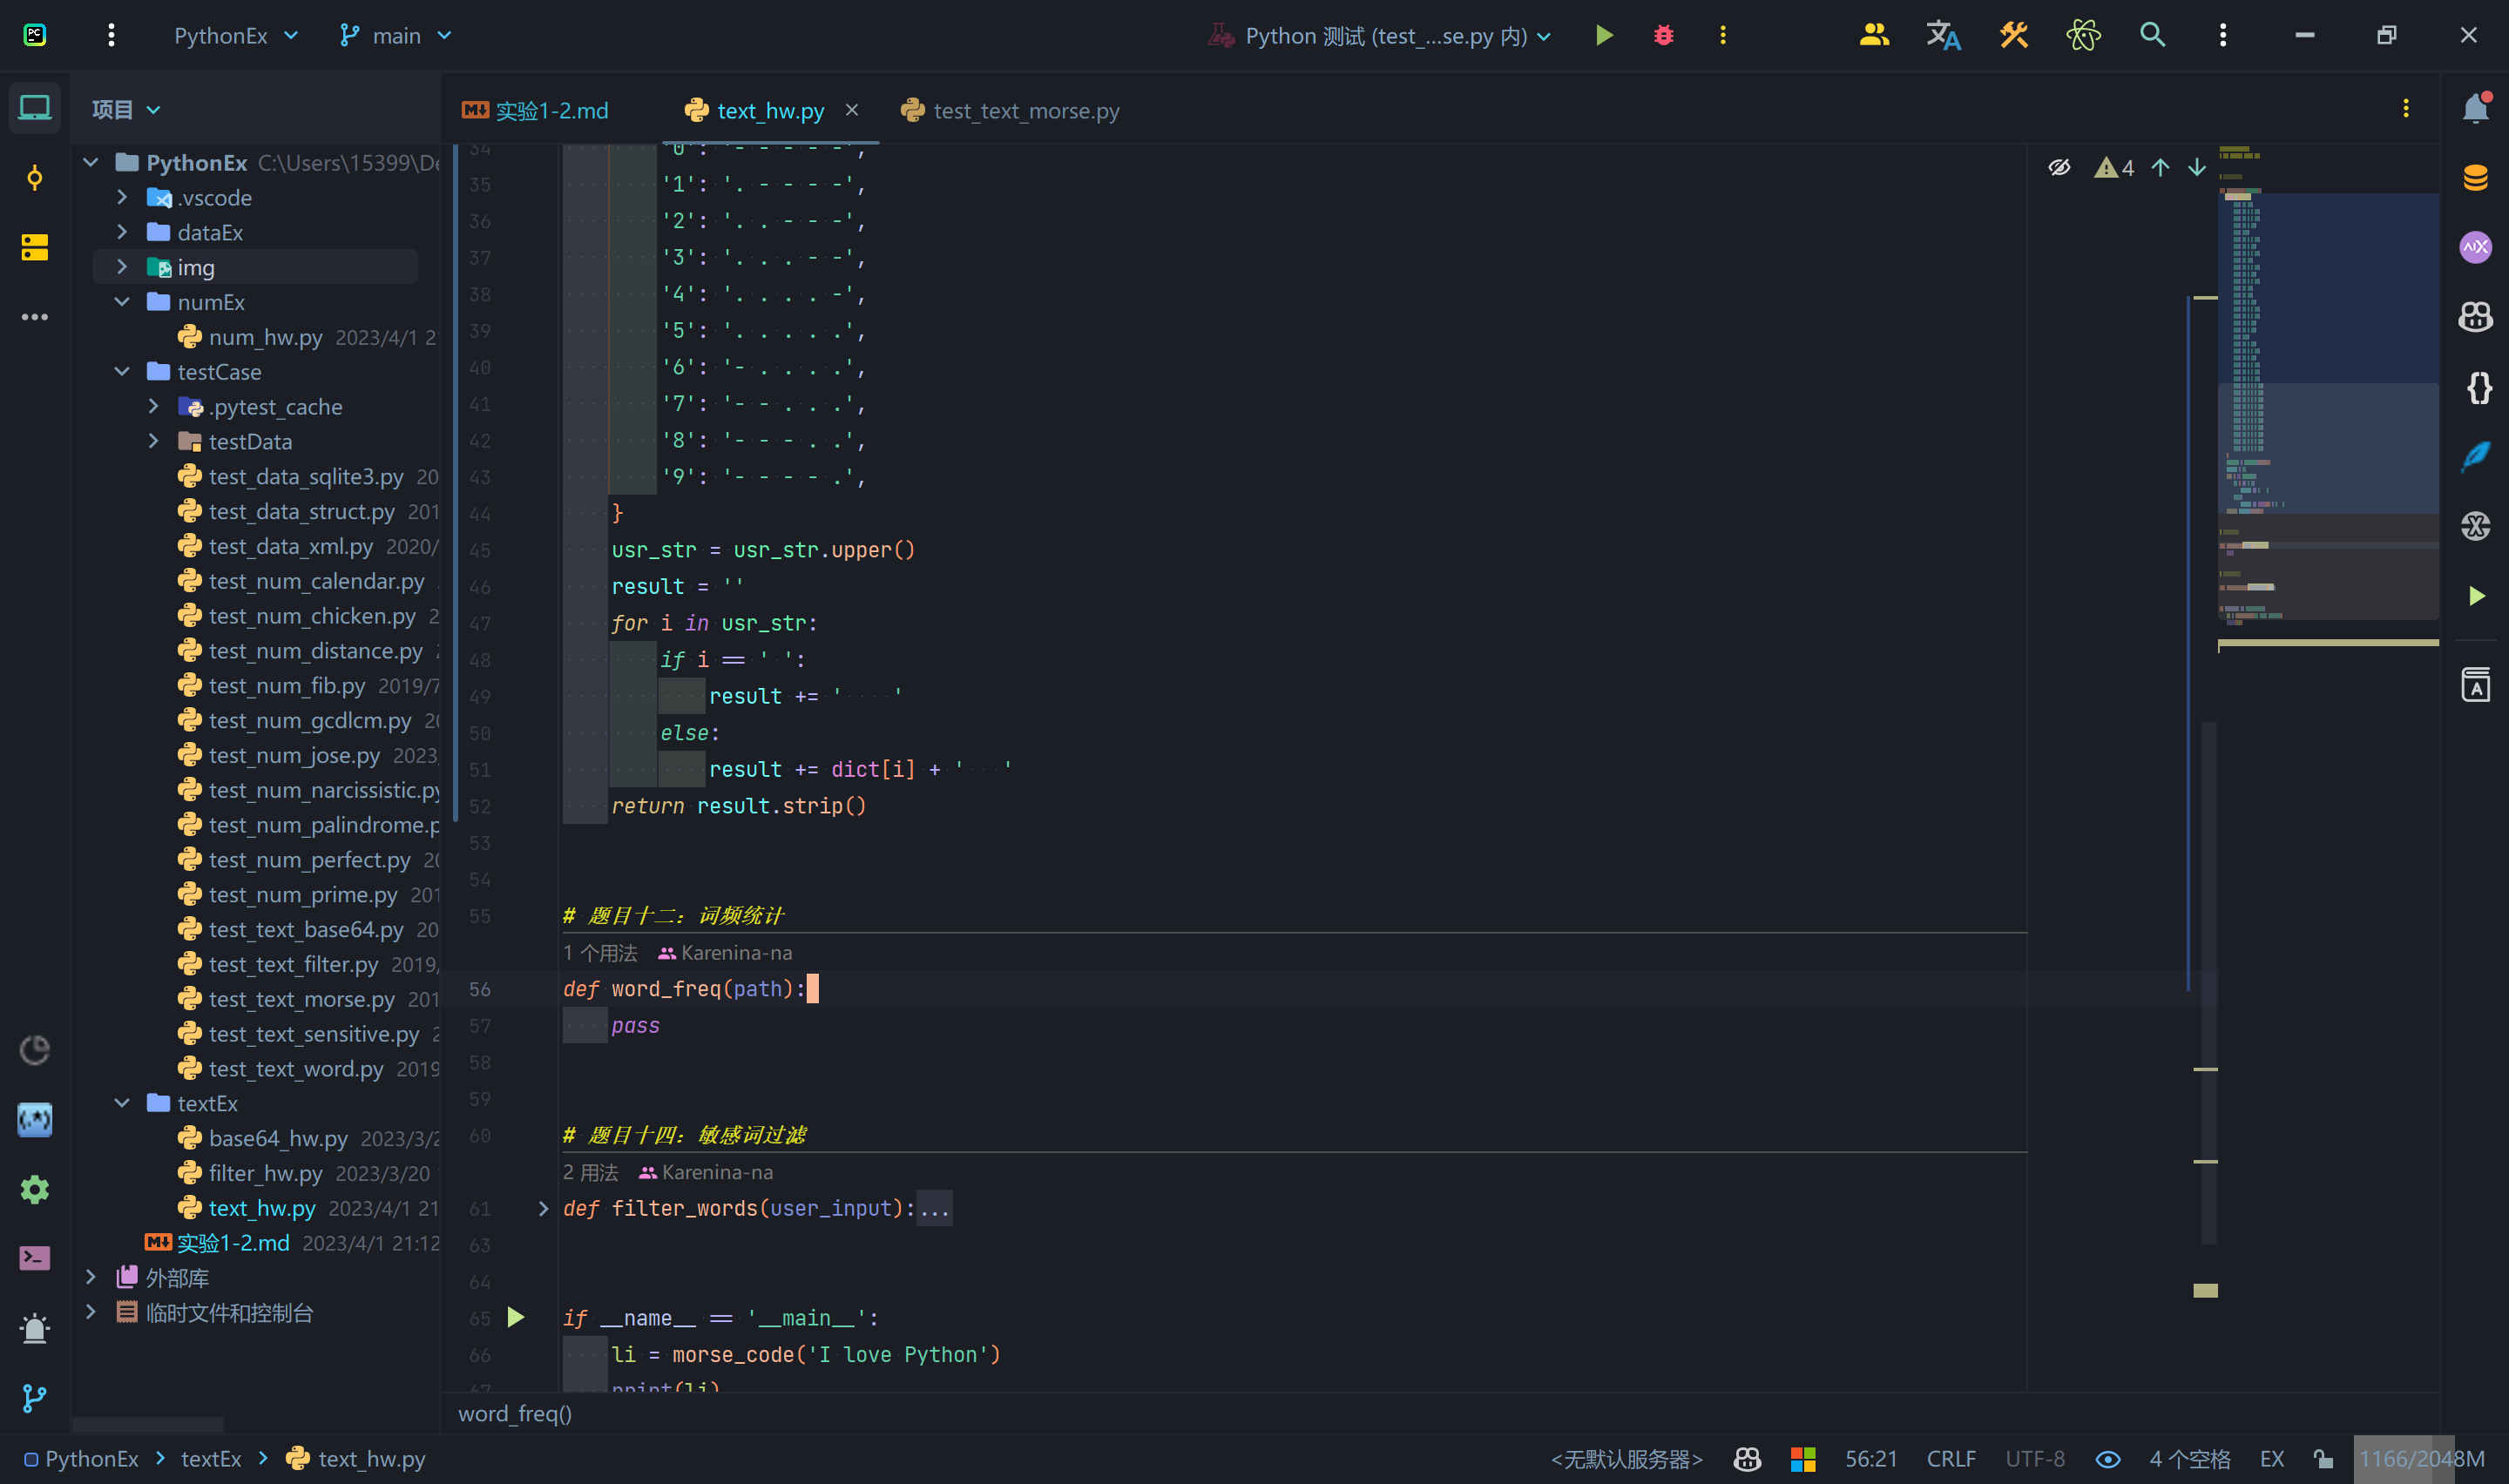 PythonEx
main
Python 测试 (test_...se.py 内)
项目
实验1-2.md
text_hw.py
test_text_morse.py
PythonEx C:\Users\15399\De
.vscode
dataEx
img
numEx
num_hw.py 2023/4/1 2
testCase
.pytest_cache
testData
test_data_sqlite3.py 20
test_data_struct.py 201
test_data_xml.py 2020/
test_num_calendar.py
test_num_chicken.py 2
test_num_distance.py
test_num_fib.py 2019/7
test_num_gcdlcm.py 20
test_num_jose.py 2023
test_num_narcissistic.py
test_num_palindrome.p
test_num_perfect.py 20
test_num_prime.py 201
test_text_base64.py 20
test_text_filter.py 2019/
test_text_morse.py 201
test_text_sensitive.py 2
test_text_word.py 2019
textEx
base64_hw.py 2023/3/2
filter_hw.py 2023/3/20
text_hw.py 2023/4/1 21
实验1-2.md 2023/4/1 21:12
外部库
临时文件和控制台
4
34 '0': '- - - - -',
35 '1': '. - - - -',
36 '2': '. . - - -',
37 '3': '. . . - -',
38 '4': '. . . . -',
39 '5': '. . . . .',
40 '6': '- . . . .',
41 '7': '- - . . .',
42 '8': '- - - . .',
43 '9': '- - - - .',
44 }
45 usr_str = usr_str.upper()
46 result = ''
47 for i in usr_str:
48 if i == ' ':
49 result += '    '
50 else:
51 result += dict[i] + '   '
52 return result.strip()
53
54
55 # 题目十二：词频统计
1 个用法 Karenina-na
56 def word_freq(path):
57 pass
58
59
60 # 题目十四：敏感词过滤
2 用法 Karenina-na
61 def filter_words(user_input):...
63
64
65 if __name__ == '__main__':
66 li = morse_code('I love Python')
67 print(li)
word_freq()
PythonEx > textEx > text_hw.py
<无默认服务器>
56:21
CRLF
UTF-8
4 个空格
EX
1166/2048M